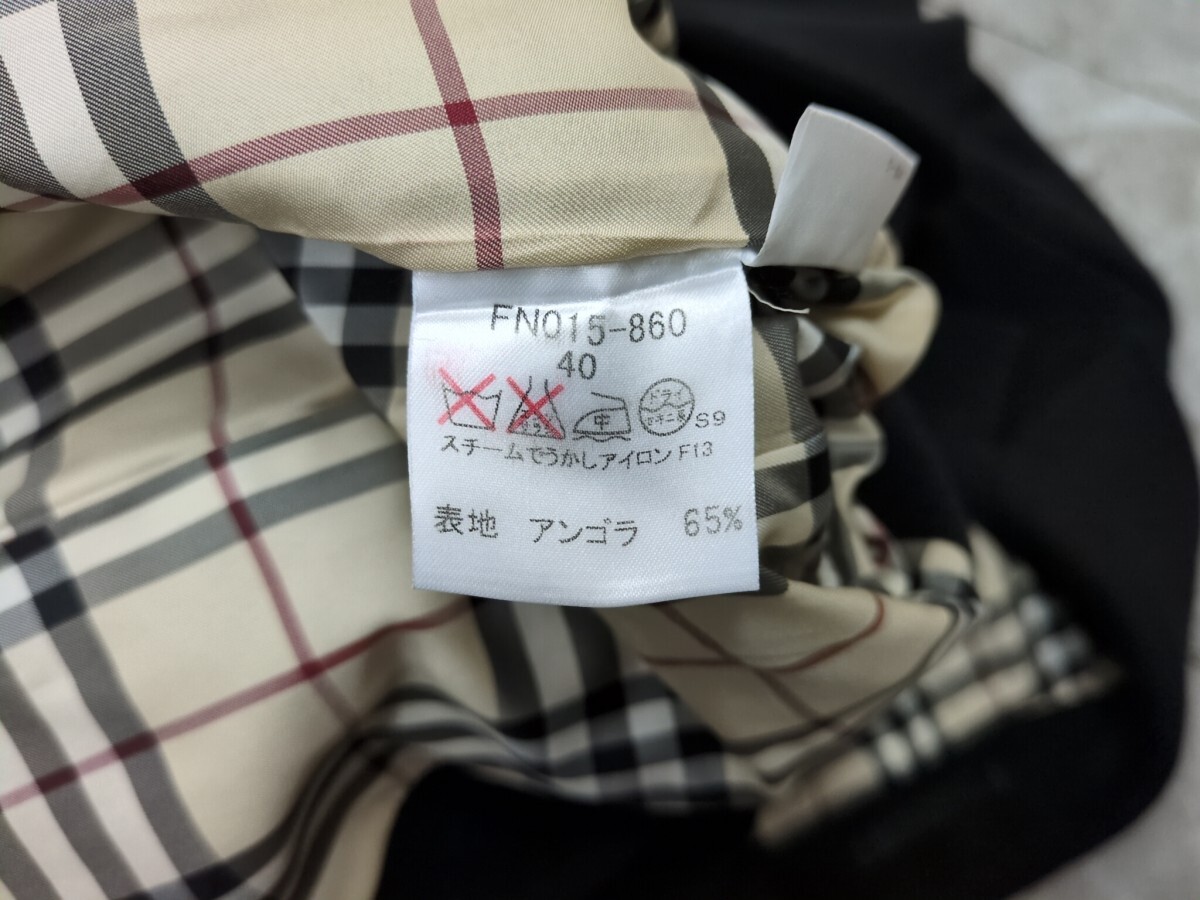 FN015-860
40
中 ドライ S9
スチームでうかしアイロン F13
表地 アンゴラ 65%